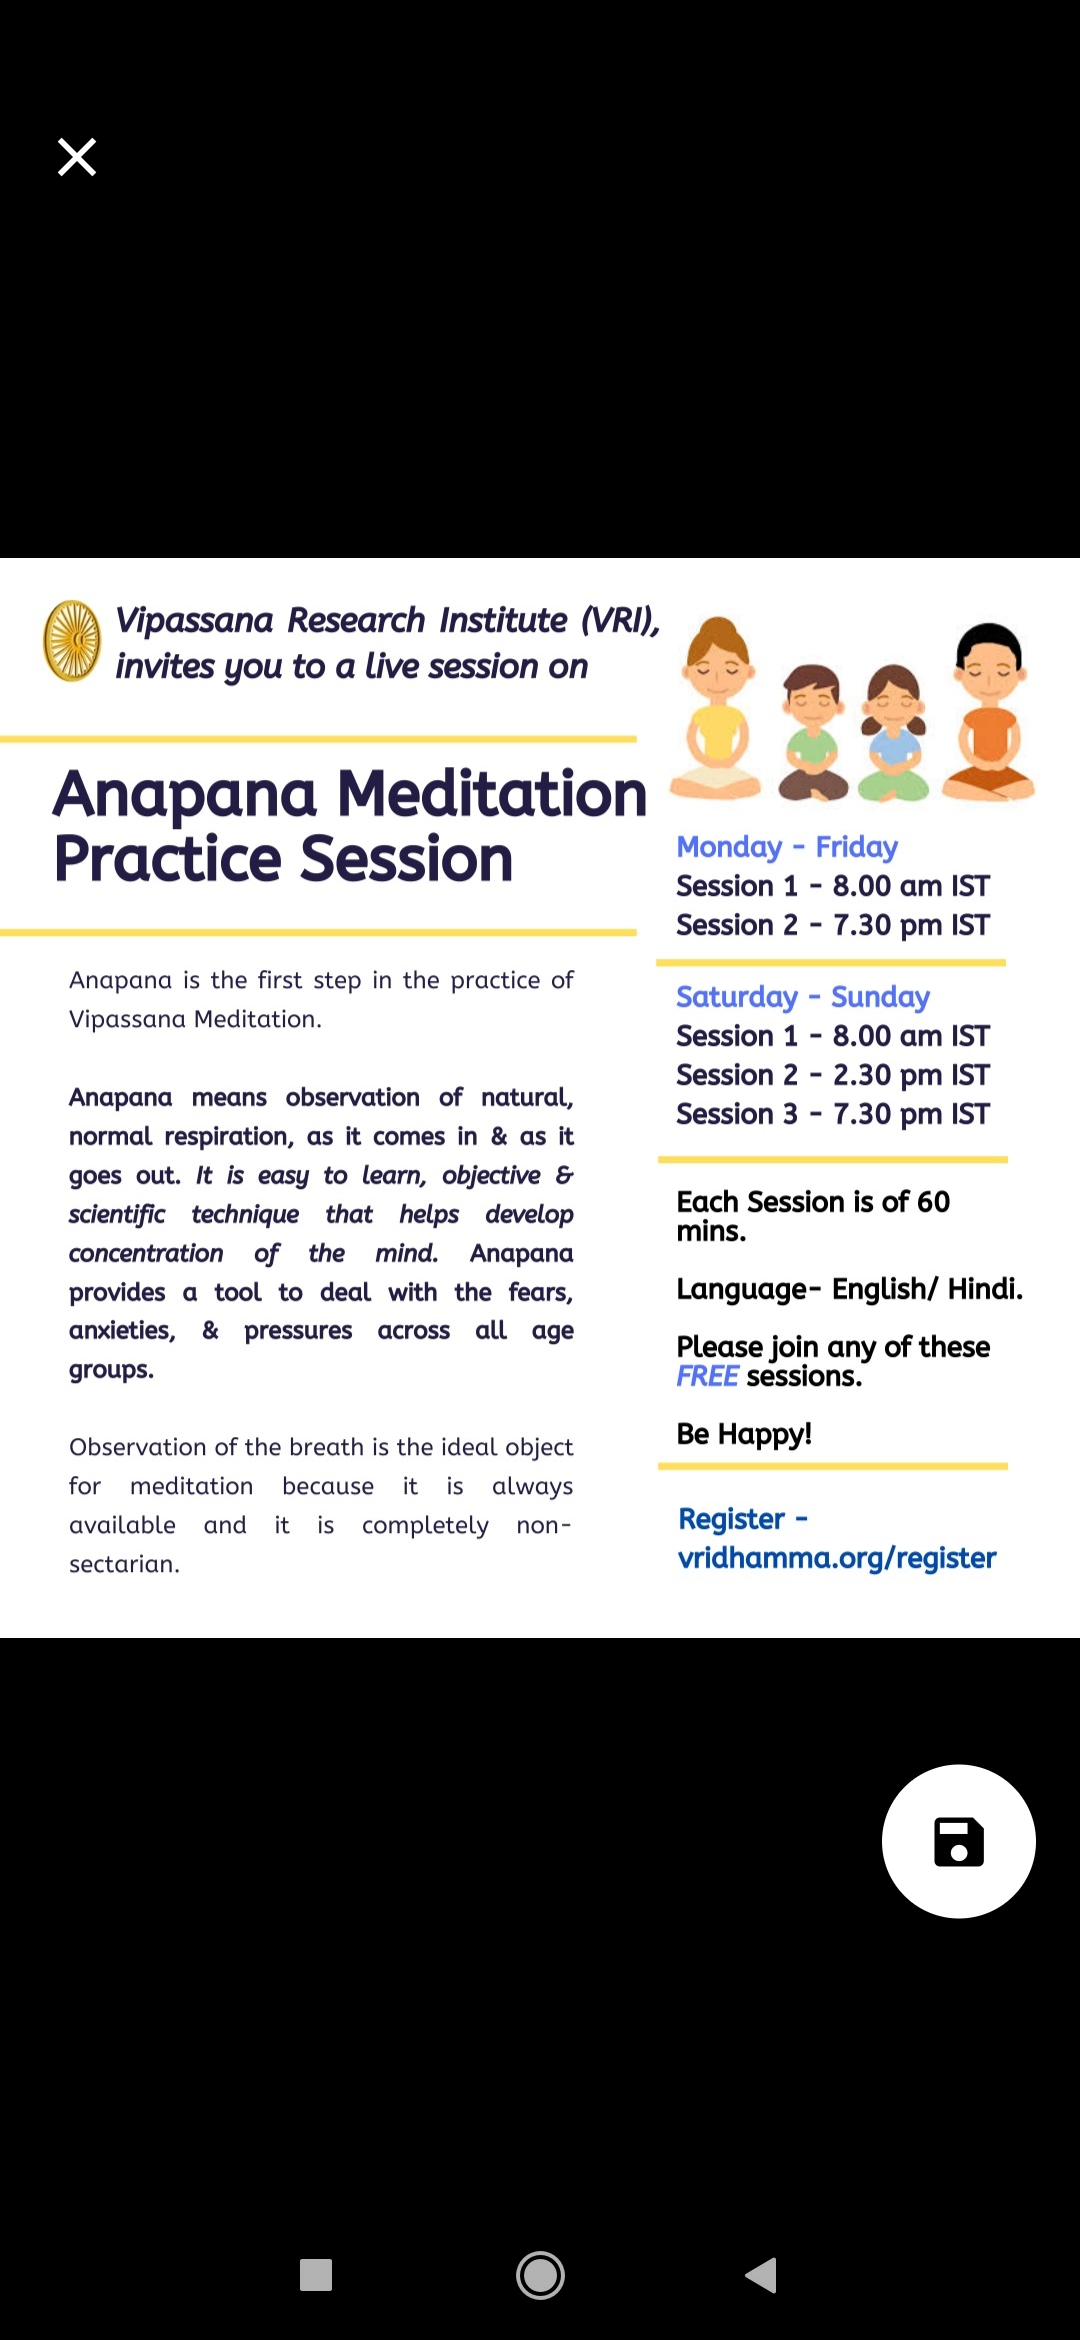 Vipassana Research Institute (VRI),
invites you to a live session on
Anapana Meditation
Practice Session
Anapana is the first step in the practice of
Vipassana Meditation.
Anapana means observation of natural,
normal respiration, as it comes in & as it
goes out. It is easy to learn, objective &
scientific technique that helps develop
concentration of the mind. Anapana
provides a tool to deal with the fears,
anxieties, & pressures across all age
groups.
Observation of the breath is the ideal object
for meditation because it is always
available and it is completely non-
sectarian.
Monday - Friday
Session 1 - 8.00 am IST
Session 2 - 7.30 pm IST
Saturday - Sunday
Session 1 - 8.00 am IST
Session 2 - 2.30 pm IST
Session 3 - 7.30 pm IST
Each Session is of 60
mins.
Language- English/ Hindi.
Please join any of these
FREE sessions.
Be Happy!
Register -
vridhamma.org/register